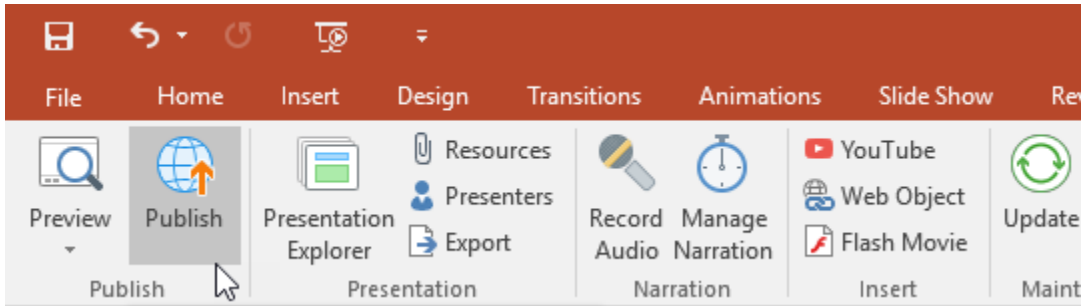 File Home Insert Design Transitions Animations Slide Show
Resources YouTube
Presenters Web Object
Preview Publish Presentation Record Manage Update
Explorer Export Audio Narration Flash Movie
Publish Presentation Narration Insert